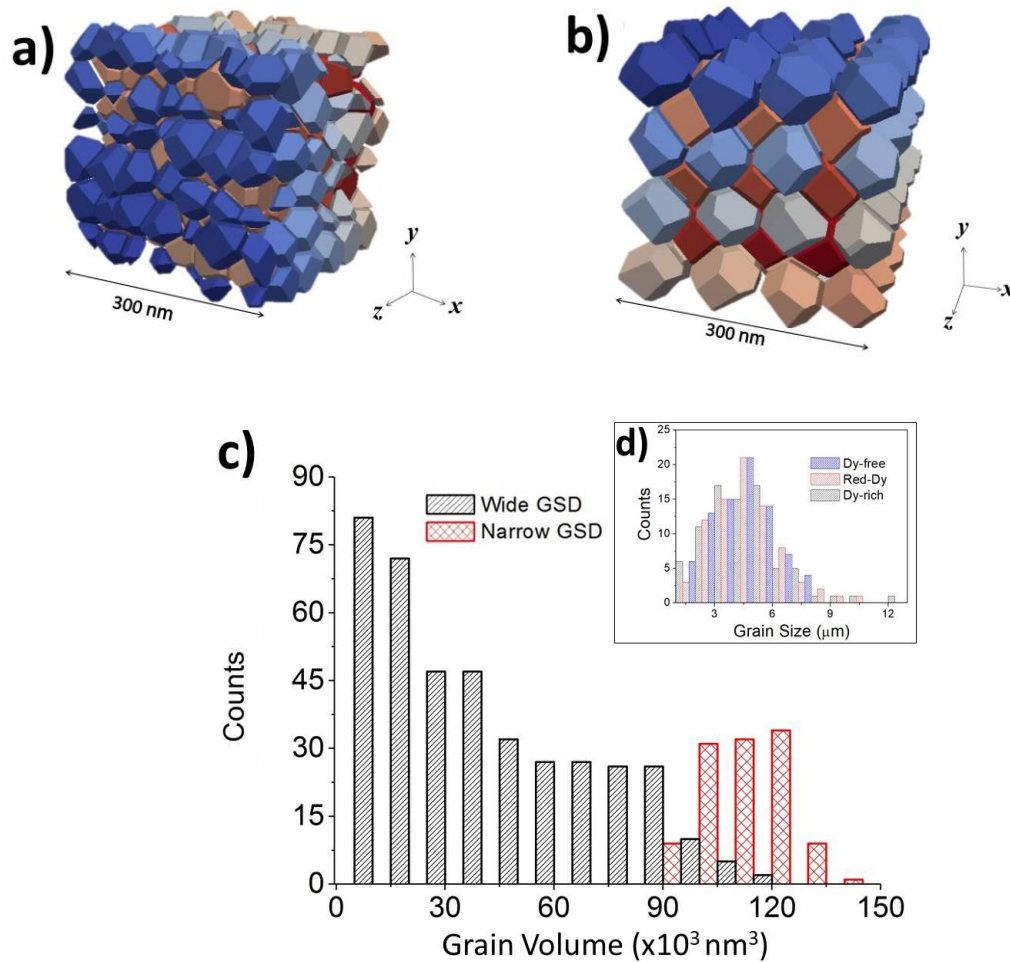 a)
y
z
x
300 nm
b)
y
z
x
300 nm
c)
90
75
60
45
30
15
0
Counts
Wide GSD
Narrow GSD
0 30 60 90 120 150
Grain Volume (x10³ nm³)
d)
25
20
15
10
5
0
Counts
Dy-free
Red-Dy
Dy-rich
3 6 9 12
Grain Size (μm)